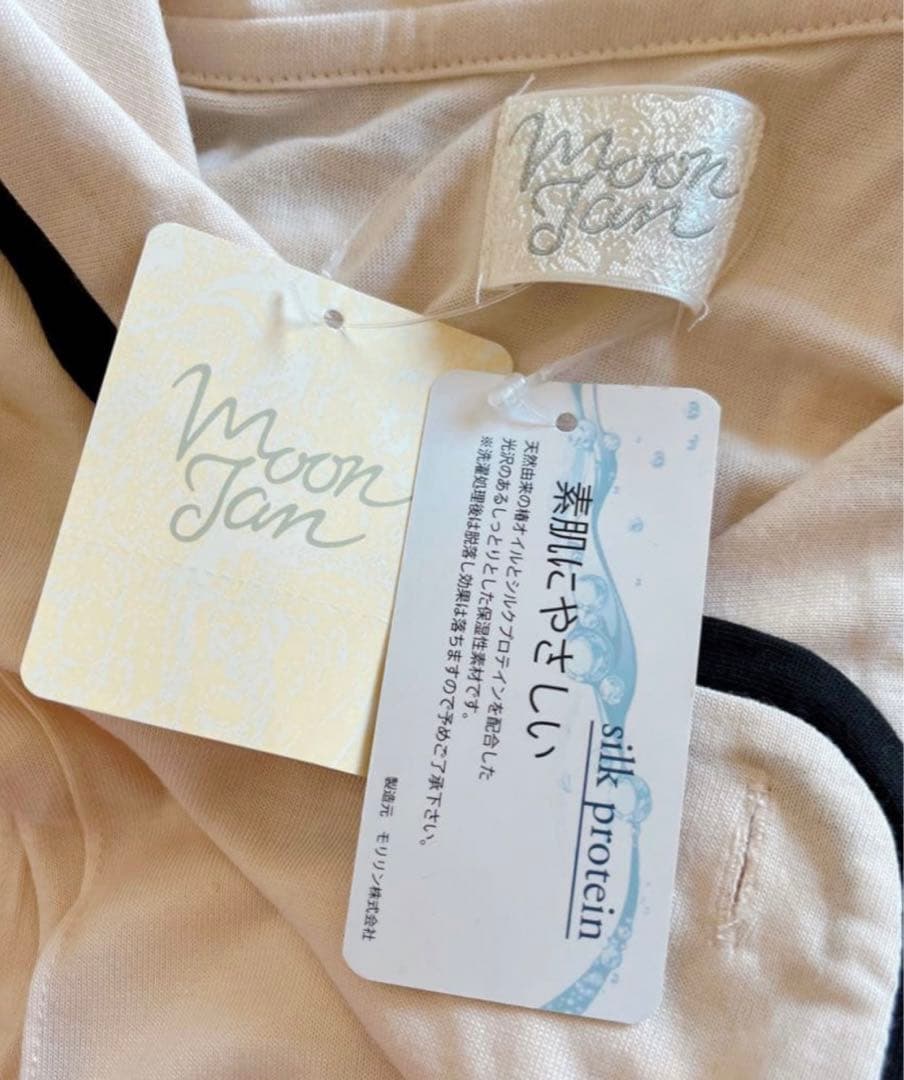 Moon
Jan
Moon
Jan
素肌にやさしい
silk protein
天然由来の椿オイルとシルクプロテインを配合した
光沢のあるしっとりとした保湿性素材です。
※洗濯処理後は脱落し効果は落ちますので予めご了承下さい。
製造元 モリリン株式会社